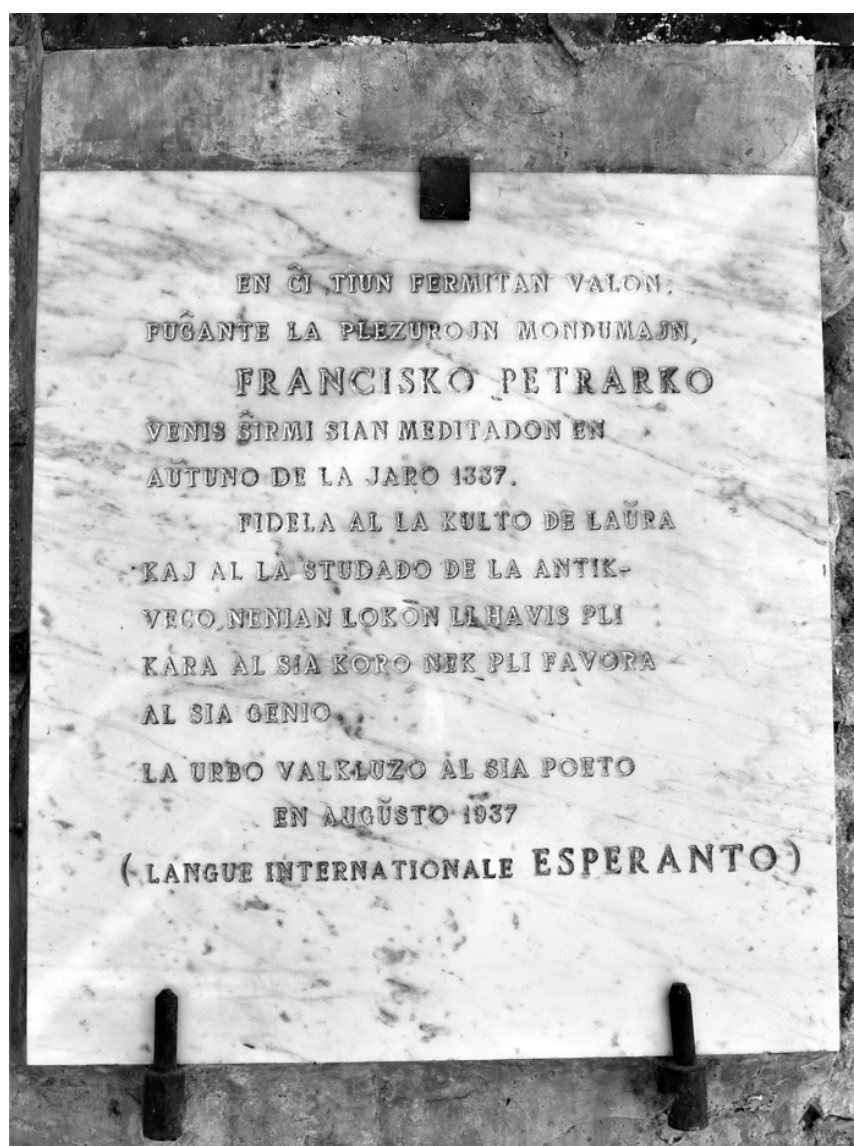 EN ĈI TIUN FERMITAN VALON,
FUĜANTE LA PLEZUROJN MONDUMAJN,
FRANCISKO PETRARKO
VENIS ŜIRMI SIAN MEDITADON EN
AŬTUNO DE LA JARO 1337.
FIDELA AL LA KULTO DE LAŬRA
KAJ AL LA STUDADO DE LA ANTIK-
VECO, NENIAN LOKON LI HAVIS PLI
KARA AL SIA KORO NEK PLI FAVORA
AL SIA GENIO.
LA URBO VALKLUZO AL SIA POETO
EN AUGŬSTO 1937
( LANGUE INTERNATIONALE ESPERANTO )